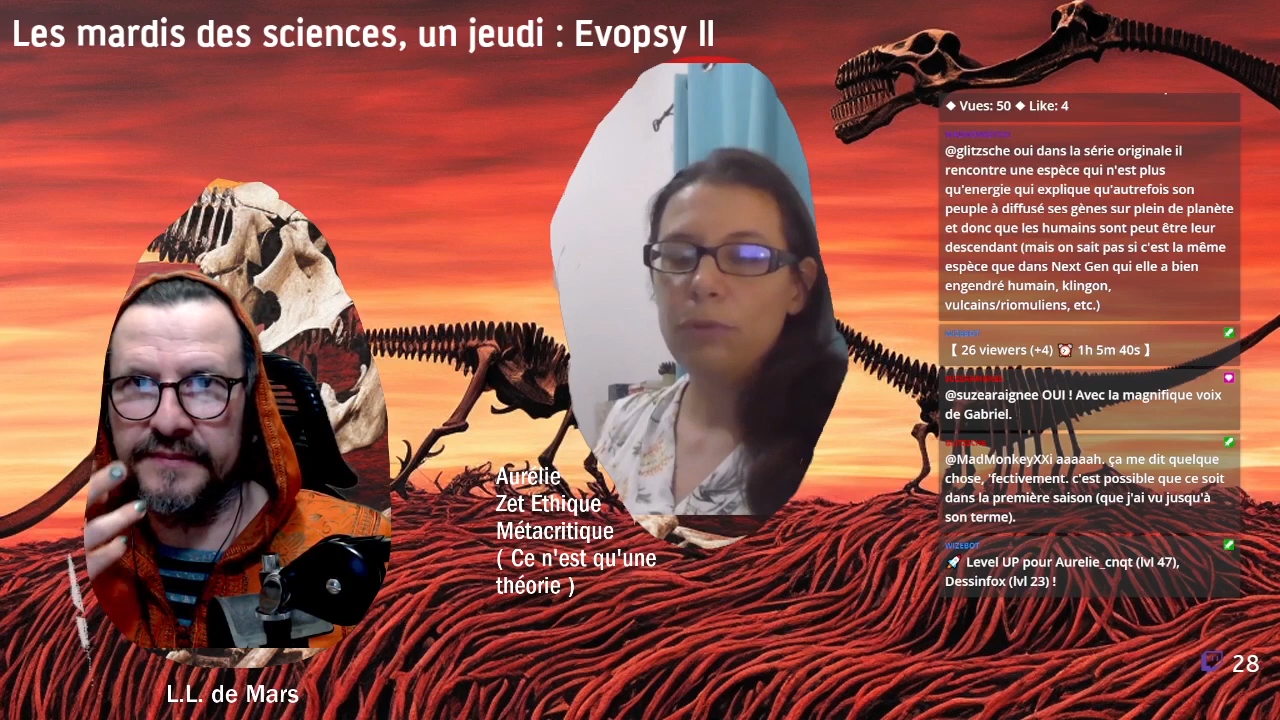 Les mardis des sciences, un jeudi : Evopsy II
◆ Vues: 50 ◆ Like: 4
@glitzsche oui dans la série originale il
rencontre une espèce qui n'est plus
qu'energie qui explique qu'autrefois son
peuple à diffusé ses gènes sur plein de planète
et donc que les humains sont peut être leur
descendant (mais on sait pas si c'est la même
espèce que dans Next Gen qui elle a bien
engendré humain, klingon,
vulcains/riomuliens, etc.)
WIZEBOT
【 26 viewers (+4) ⏰ 1h 5m 40s 】
@suzearaignee OUI ! Avec la magnifique voix
de Gabriel.
@MadMonkeyXXi aaaaah. ça me dit quelque
chose, 'fectivement. c'est possible que ce soit
dans la première saison (que j'ai vu jusqu'à
son terme).
WIZEBOT
🚀 Level UP pour Aurelie_cnqt (lvl 47),
Dessinfox (lvl 23) !
Aurélie
Zet Ethique
Métacritique
( Ce n'est qu'une
théorie )
28
L.L. de Mars